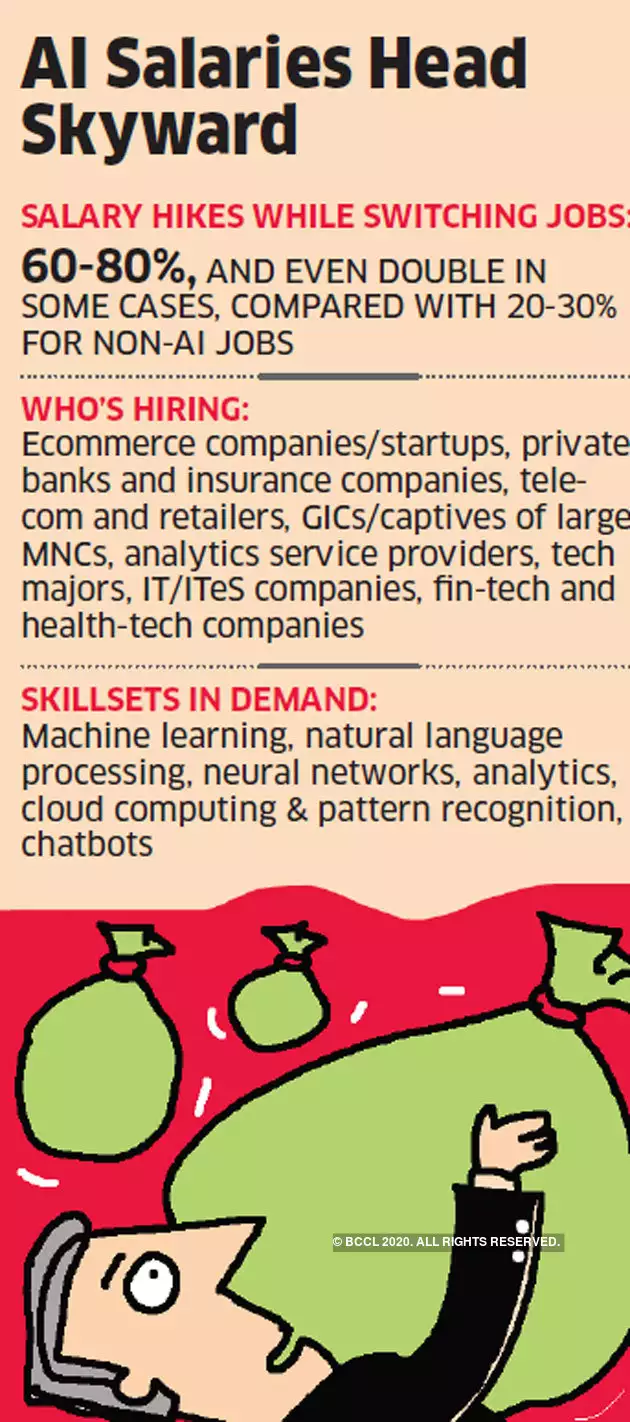 AI Salaries Head
Skyward
SALARY HIKES WHILE SWITCHING JOBS:
60-80%, AND EVEN DOUBLE IN
SOME CASES, COMPARED WITH 20-30%
FOR NON-AI JOBS
WHO'S HIRING:
Ecommerce companies/startups, private
banks and insurance companies, tele-
com and retailers, GICs/captives of large
MNCs, analytics service providers, tech
majors, IT/ITeS companies, fin-tech and
health-tech companies
SKILLSETS IN DEMAND:
Machine learning, natural language
processing, neural networks, analytics,
cloud computing & pattern recognition,
chatbots
© BCCL 2020. ALL RIGHTS RESERVED.